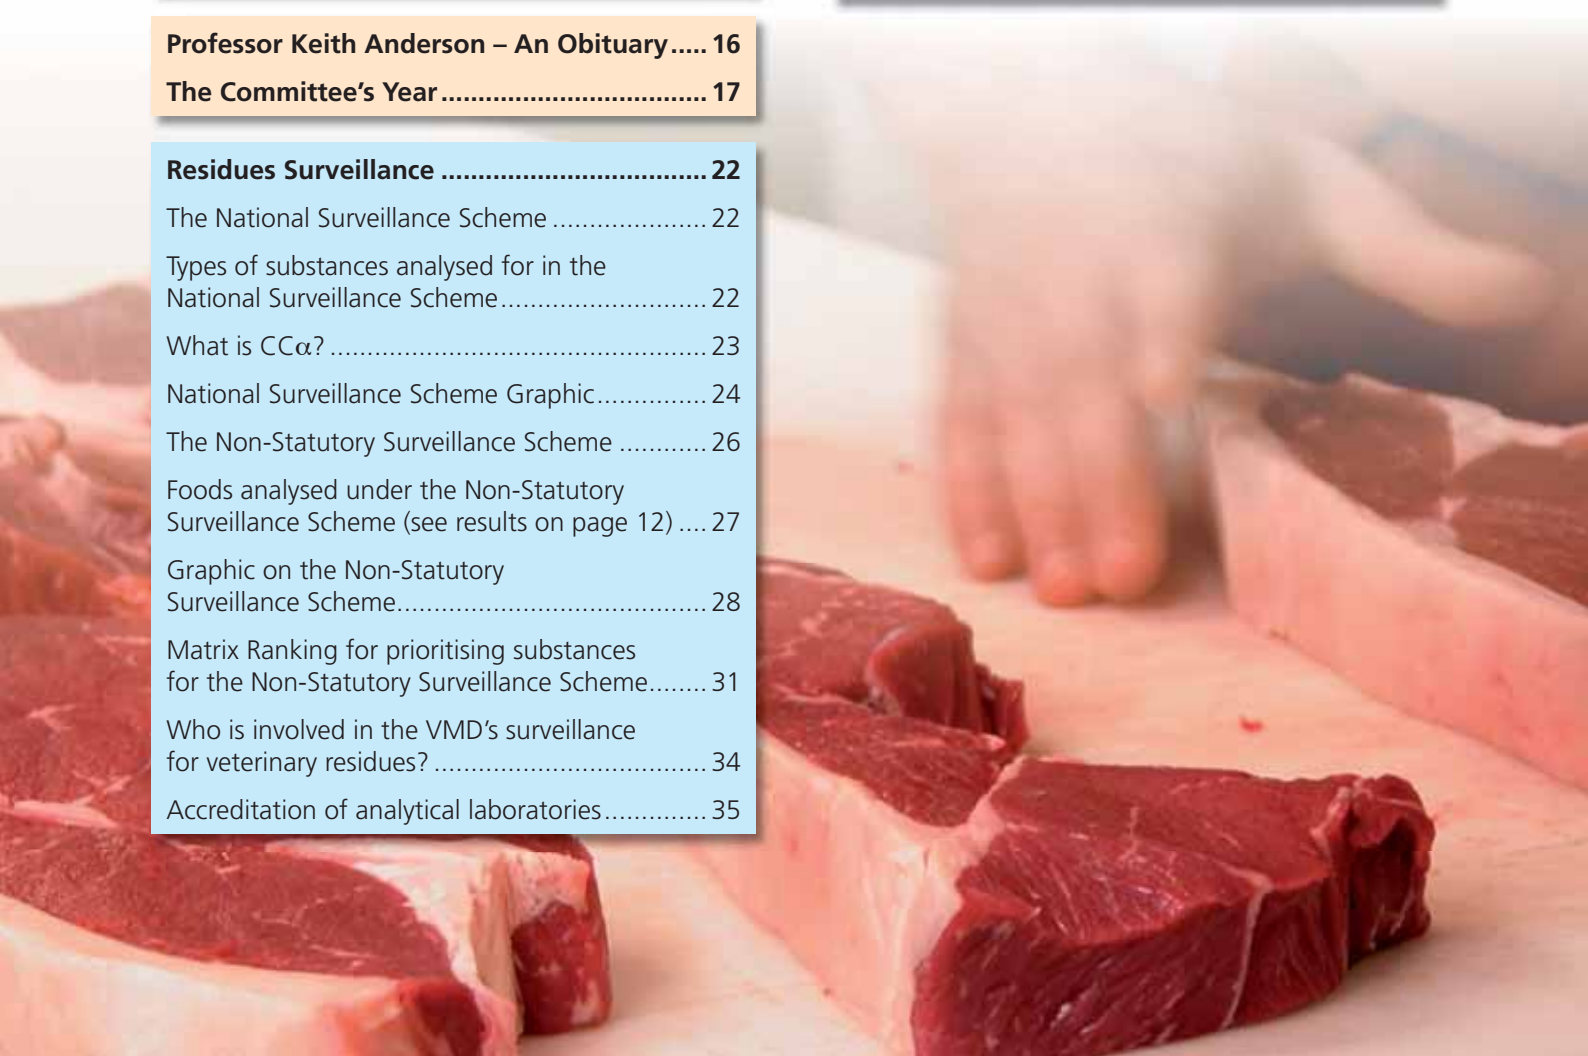 Professor Keith Anderson – An Obituary..... 16
The Committee's Year.................................... 17
Residues Surveillance .................................... 22
The National Surveillance Scheme ..................... 22
Types of substances analysed for in the
National Surveillance Scheme............................ 22
What is CCα? ................................................... 23
National Surveillance Scheme Graphic............... 24
The Non-Statutory Surveillance Scheme ............ 26
Foods analysed under the Non-Statutory
Surveillance Scheme (see results on page 12) .... 27
Graphic on the Non-Statutory
Surveillance Scheme.......................................... 28
Matrix Ranking for prioritising substances
for the Non-Statutory Surveillance Scheme........ 31
Who is involved in the VMD's surveillance
for veterinary residues? ..................................... 34
Accreditation of analytical laboratories.............. 35